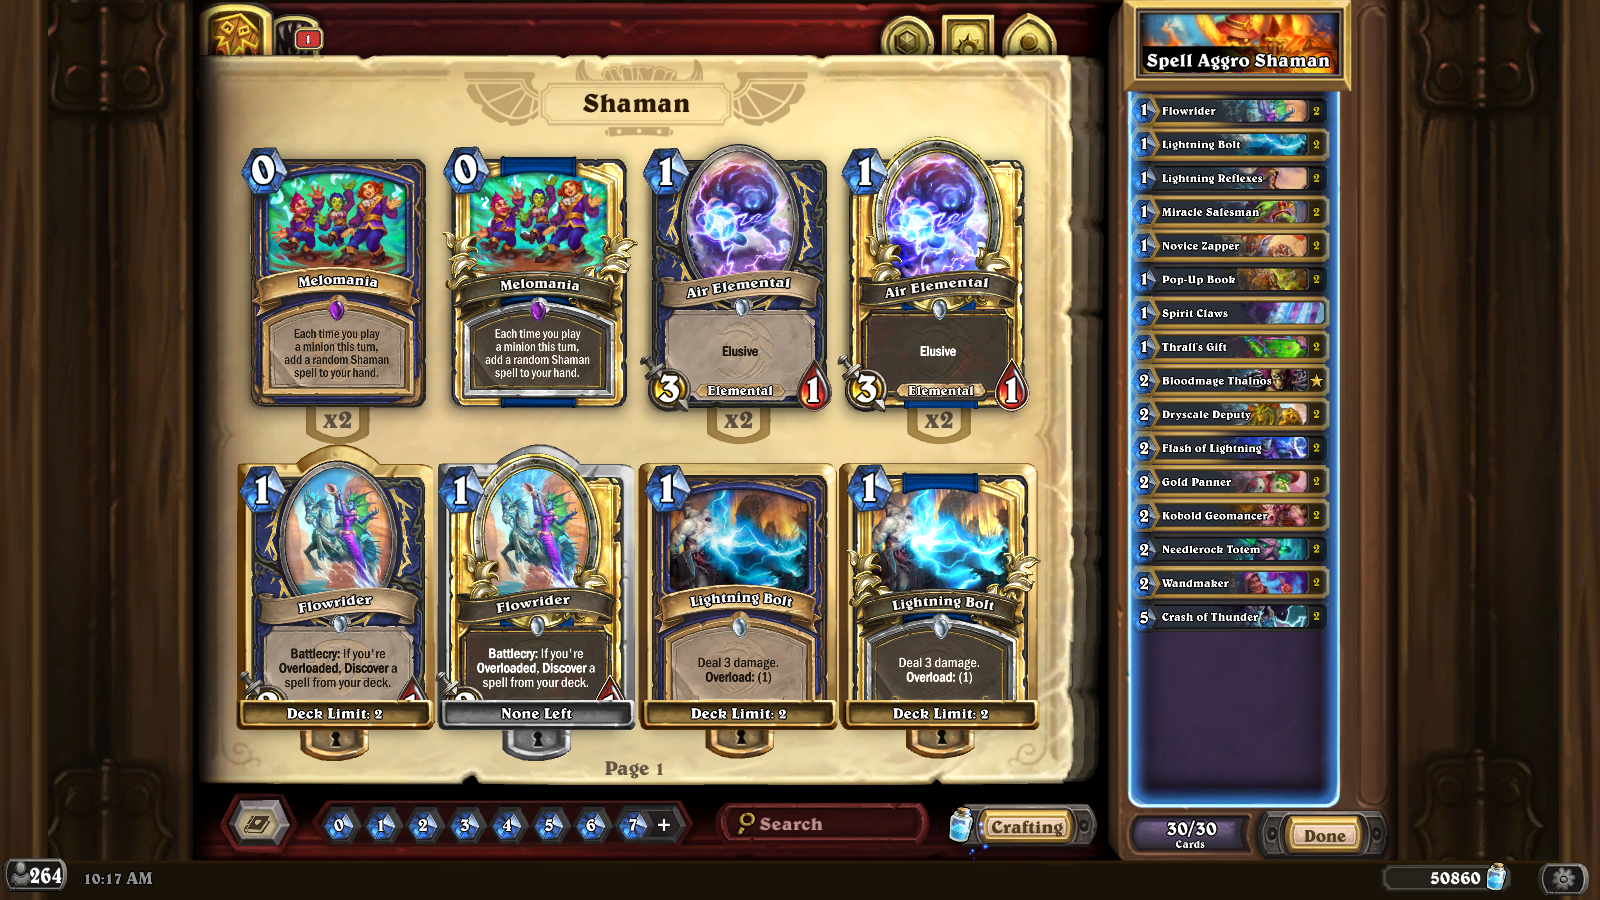 1
Shaman
0
Melomania
Each time you play
a minion this turn,
add a random Shaman
spell to your hand.
x2
0
Melomania
Each time you play
a minion this turn,
add a random Shaman
spell to your hand.
1
Air Elemental
Elusive
3
Elemental
1
x2
1
Air Elemental
Elusive
3
Elemental
1
x2
1
Flowrider
Battlecry: If you're
Overloaded, Discover a
spell from your deck.
Deck Limit: 2
1
Flowrider
Battlecry: If you're
Overloaded, Discover a
spell from your deck.
None Left
1
Lightning Bolt
Deal 3 damage.
Overload: (1)
Deck Limit: 2
1
Lightning Bolt
Deal 3 damage.
Overload: (1)
Deck Limit: 2
Page 1
0 1 2 3 4 5 6 7 +
Search
Crafting
Spell Aggro Shaman
1 Flowrider 2
1 Lightning Bolt 2
1 Lightning Reflexes 2
1 Miracle Salesman 2
1 Novice Zapper 2
1 Pop-Up Book 2
1 Spirit Claws
1 Thrall's Gift 2
2 Bloodmage Thalnos
2 Dryscale Deputy 2
2 Flash of Lightning 2
2 Gold Panner 2
2 Kobold Geomancer 2
2 Needlerock Totem 2
2 Wandmaker 2
5 Crash of Thunder 2
30/30
Cards
Done
264
10:17 AM
50860